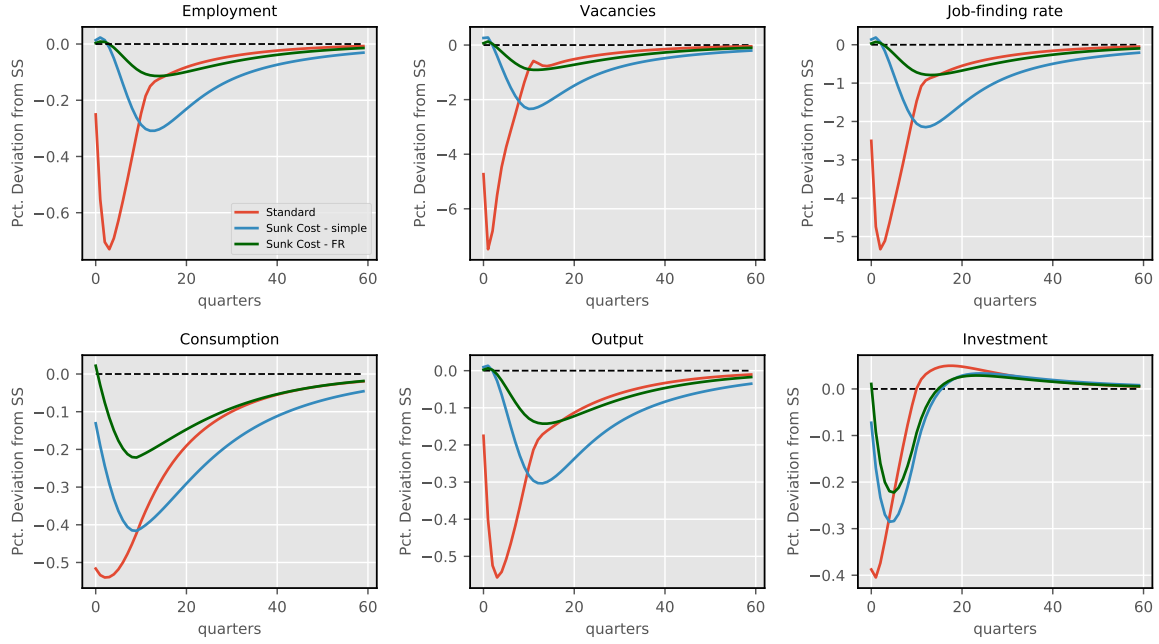 Employment
Pct. Deviation from SS
0.0
−0.2
−0.4
−0.6
Standard
Sunk Cost - simple
Sunk Cost - FR
0 20 40 60
quarters
Vacancies
Pct. Deviation from SS
0
−2
−4
−6
0 20 40 60
quarters
Job-finding rate
Pct. Deviation from SS
0
−1
−2
−3
−4
−5
0 20 40 60
quarters
Consumption
Pct. Deviation from SS
0.0
−0.1
−0.2
−0.3
−0.4
−0.5
0 20 40 60
quarters
Output
Pct. Deviation from SS
0.0
−0.1
−0.2
−0.3
−0.4
−0.5
0 20 40 60
quarters
Investment
Pct. Deviation from SS
0.0
−0.1
−0.2
−0.3
−0.4
0 20 40 60
quarters